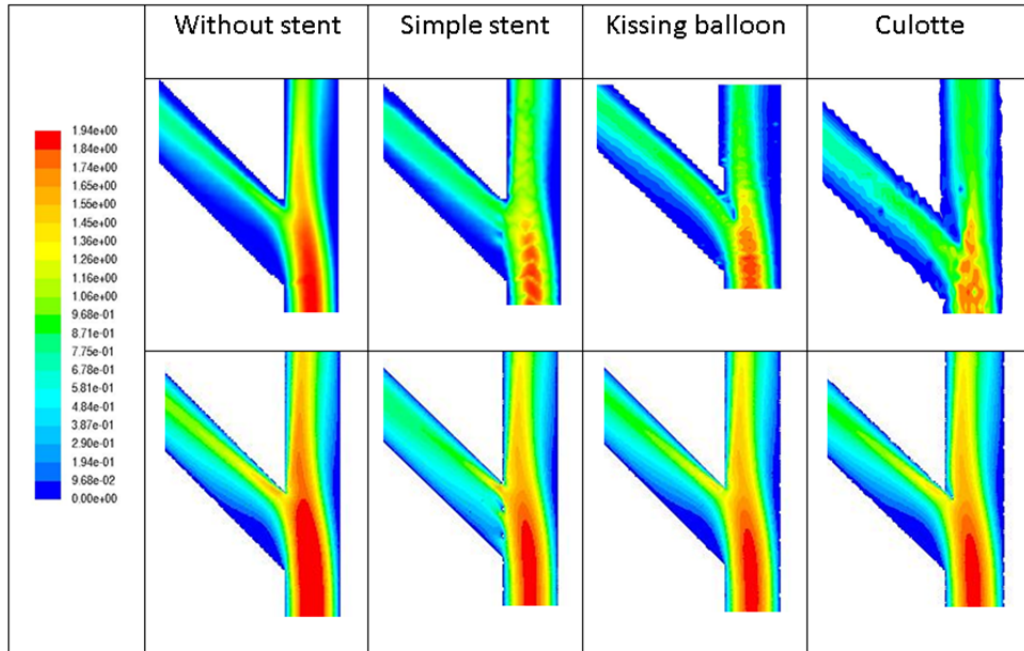 Without stent
Simple stent
Kissing balloon
Culotte
1.94e+00
1.84e+00
1.74e+00
1.65e+00
1.55e+00
1.45e+00
1.36e+00
1.26e+00
1.16e+00
1.06e+00
9.68e-01
8.71e-01
7.75e-01
6.78e-01
5.81e-01
4.84e-01
3.87e-01
2.90e-01
1.94e-01
9.68e-02
0.00e+00